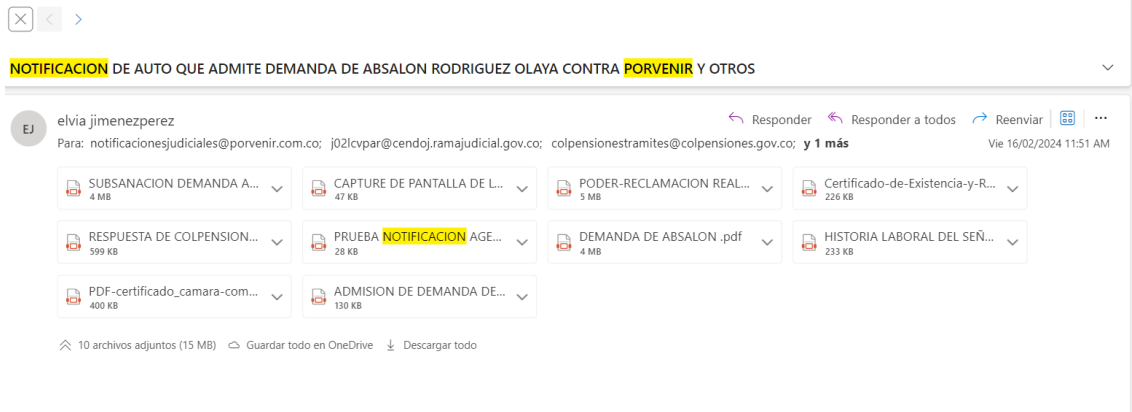 NOTIFICACION DE AUTO QUE ADMITE DEMANDA DE ABSALON RODRIGUEZ OLAYA CONTRA PORVENIR Y OTROS
EJ
elvia jimenezperez
Responder
Responder a todos
Reenviar
Para: notificacionesjudiciales@porvenir.com.co; j02lcvpar@cendoj.ramajudicial.gov.co; colpensionestramites@colpensiones.gov.co; y 1 más
Vie 16/02/2024 11:51 AM
SUBSANACION DEMANDA A...
4 MB
CAPTURE DE PANTALLA DE L...
47 KB
PODER-RECLAMACION REAL...
5 MB
Certificado-de-Existencia-y-R...
226 KB
RESPUESTA DE COLPENSION...
599 KB
PRUEBA NOTIFICACION AGE...
28 KB
DEMANDA DE ABSALON .pdf
4 MB
HISTORIA LABORAL DEL SEÑ...
233 KB
PDF-certificado_camara-com...
400 KB
ADMISION DE DEMANDA DE...
130 KB
10 archivos adjuntos (15 MB)
Guardar todo en OneDrive
Descargar todo